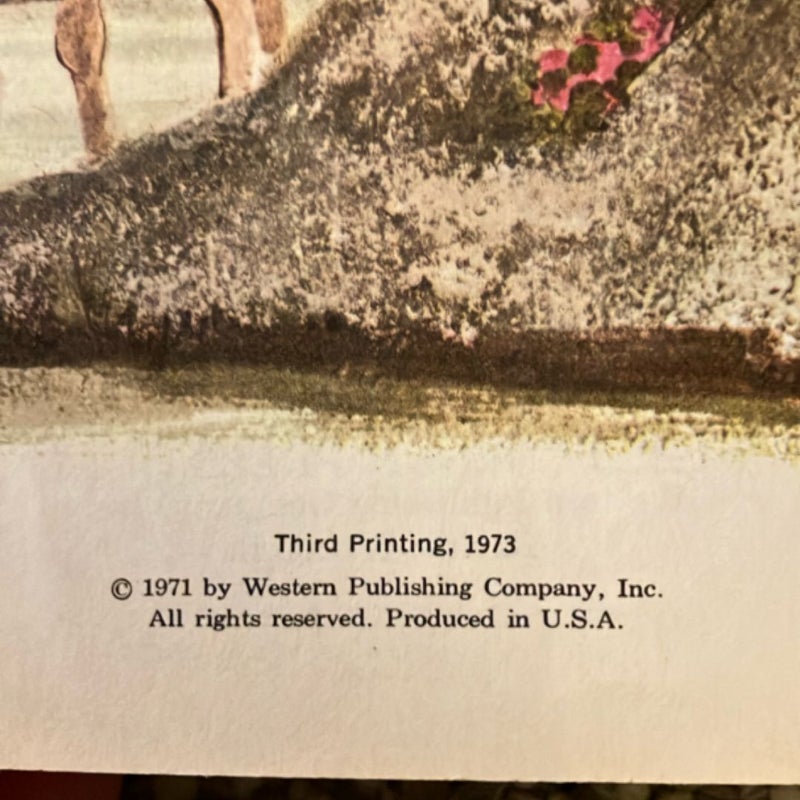 Third Printing, 1973
© 1971 by Western Publishing Company, Inc.
All rights reserved. Produced in U.S.A.